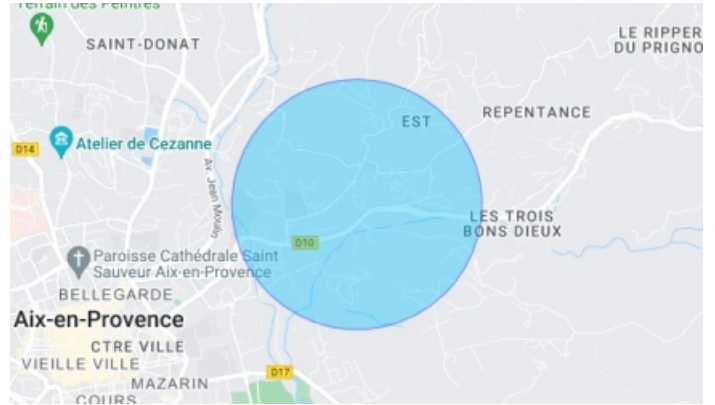 Terrain des Peintres
SAINT-DONAT
LE RIPPER
DU PRIGNO
EST
REPENTANCE
D14
Atelier de Cezanne
Av. Jean Moulin
LES TROIS
BONS DIEUX
D10
Paroisse Cathédrale Saint
Sauveur Aix-en-Provence
BELLEGARDE
Aix-en-Provence
CTRE VILLE
VIEILLE VILLE
D17
MAZARIN
COURS